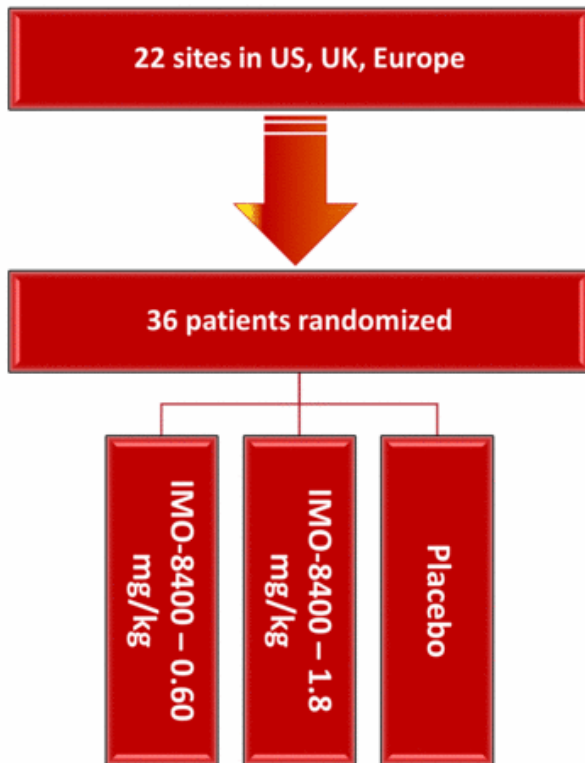 22 sites in US, UK, Europe
36 patients randomized
IMO-8400 – 0.60
mg/kg
IMO-8400 – 1.8
mg/kg
Placebo